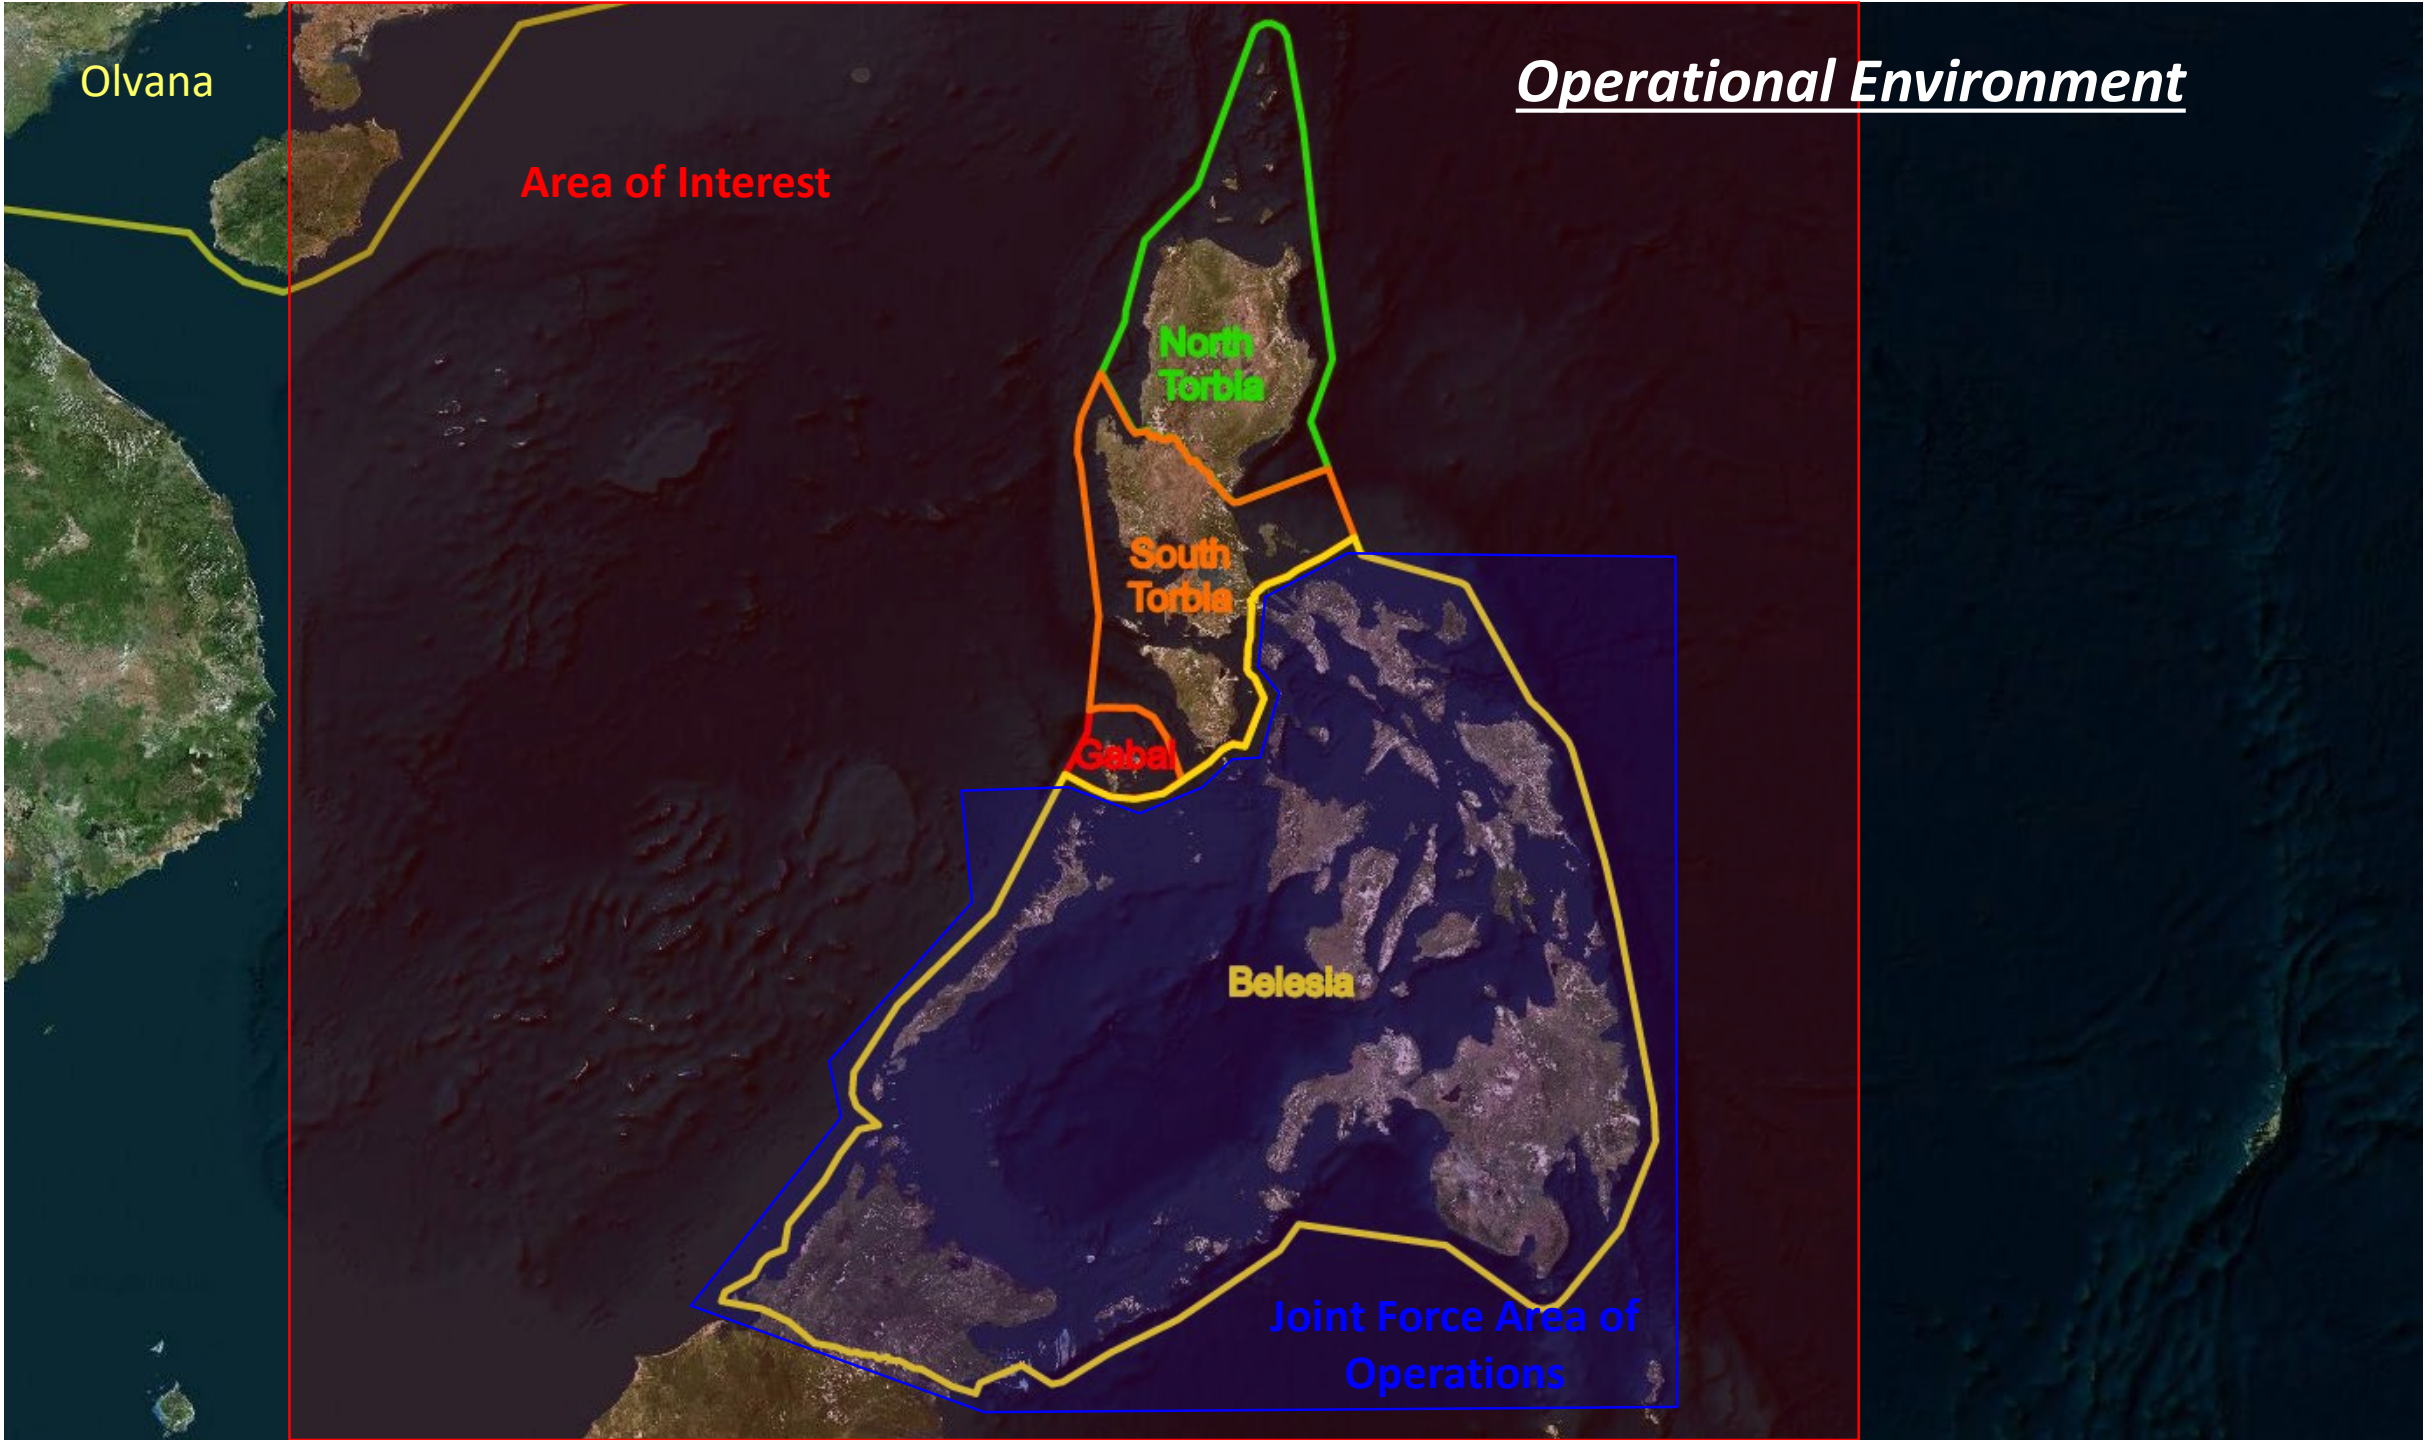 Olvana
Operational Environment
Area of Interest
North
Torbia
South
Torbia
Gabal
Belesia
Joint Force Area of
Operations